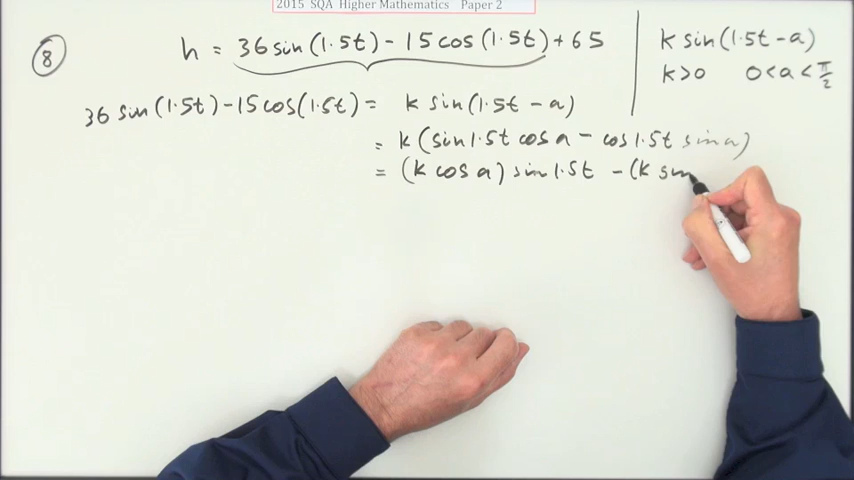 2015 SQA Higher Mathematics Paper 2
8 h = 36 sin (1.5t) - 15 cos (1.5t) + 65
k sin (1.5t - a)
k>0 0<a<π/2
36 sin (1.5t) - 15 cos (1.5t) = k sin (1.5t - a)
= k (sin 1.5t cos a - cos 1.5t sin a)
= (k cos a) sin 1.5t - (k sin